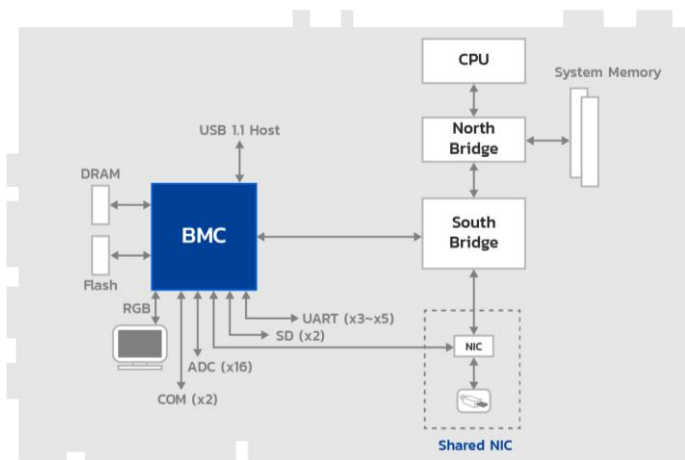 CPU
System Memory
North
Bridge
USB 1.1 Host
DRAM
BMC
South
Bridge
Flash
RGB
UART (x3~x5)
SD (x2)
NIC
ADC (x16)
COM (x2)
Shared NIC